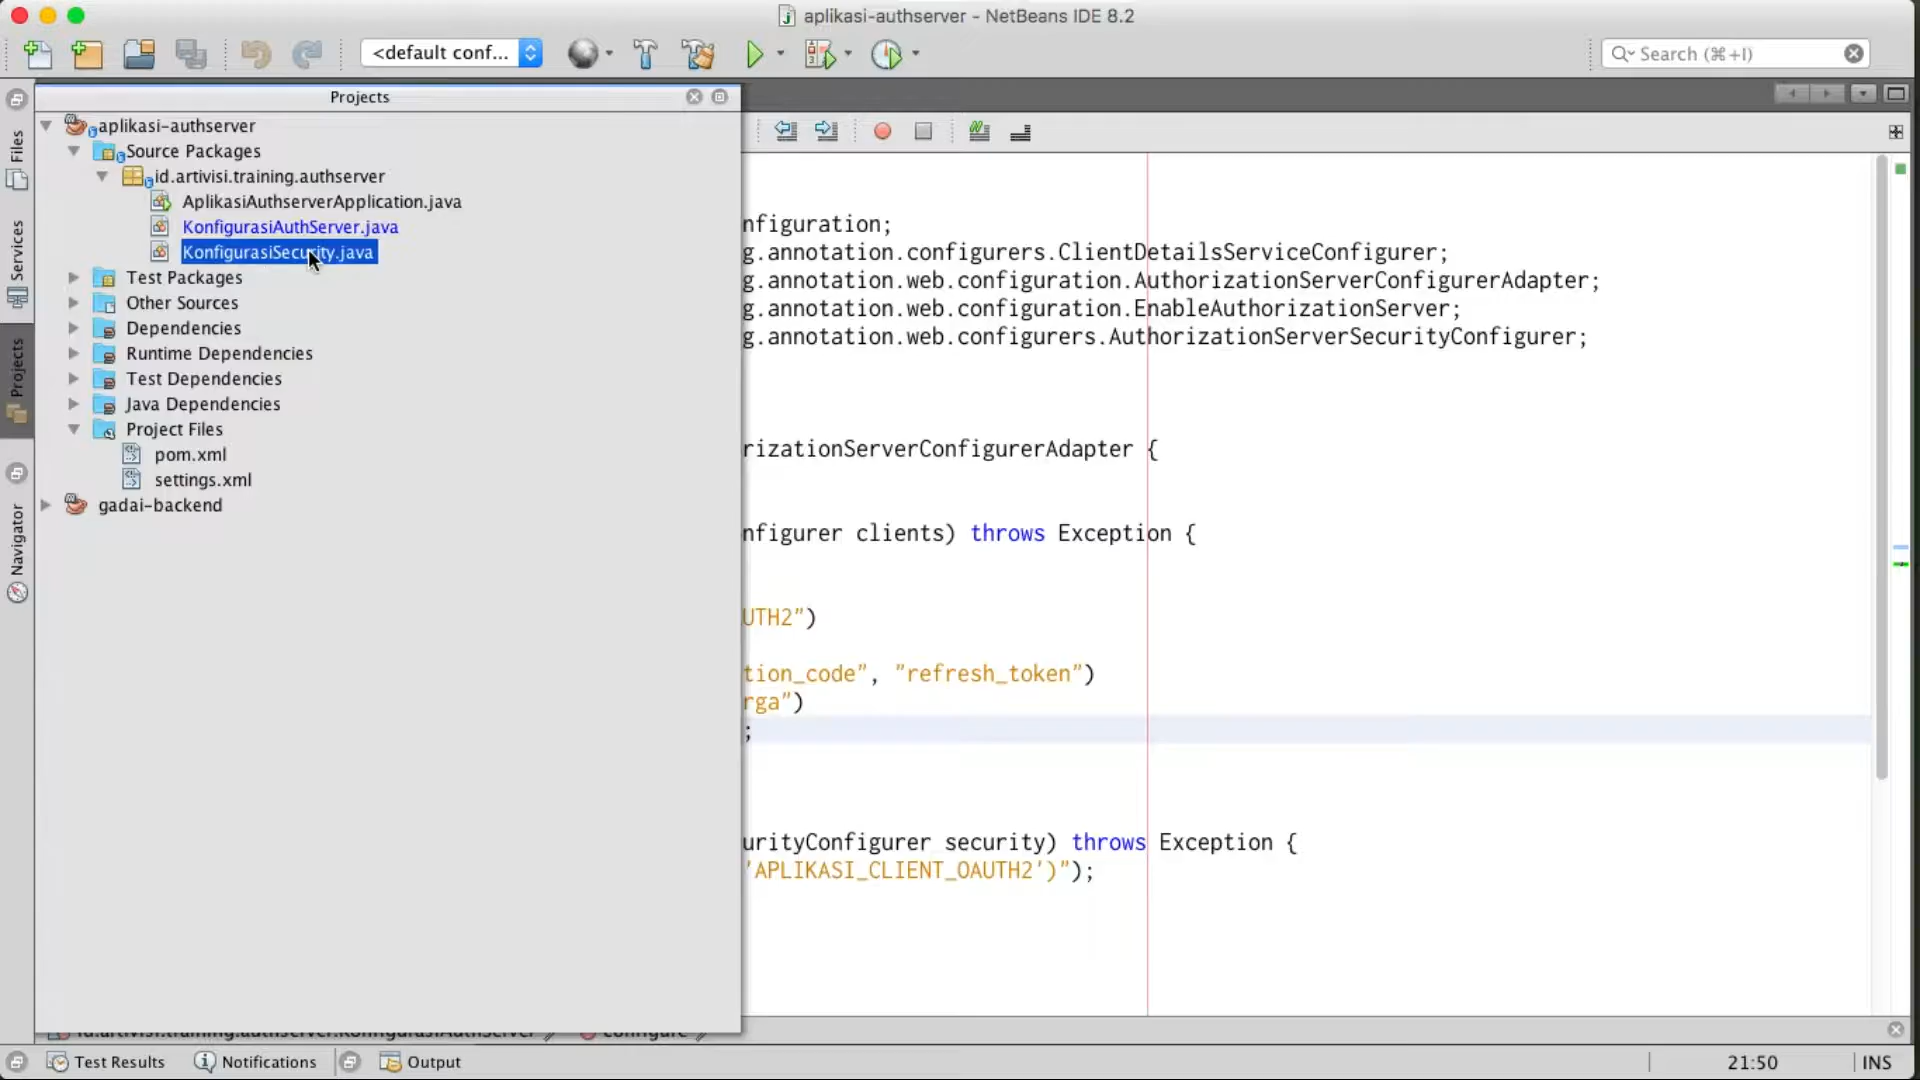 aplikasi-authserver - NetBeans IDE 8.2
<default conf...
Search (⌘+I)
Projects
Files
Services
Projects
Navigator
aplikasi-authserver
Source Packages
id.artivisi.training.authserver
AplikasiAuthserverApplication.java
KonfigurasiAuthServer.java
KonfigurasiSecurity.java
Test Packages
Other Sources
Dependencies
Runtime Dependencies
Test Dependencies
Java Dependencies
Project Files
pom.xml
settings.xml
gadai-backend
nfiguration;
g.annotation.configurers.ClientDetailsServiceConfigurer;
g.annotation.web.configuration.AuthorizationServerConfigurerAdapter;
g.annotation.web.configuration.EnableAuthorizationServer;
g.annotation.web.configurers.AuthorizationServerSecurityConfigurer;
rizationServerConfigurerAdapter {
nfigurer clients) throws Exception {
UTH2")
tion_code", "refresh_token")
rga")
;
urityConfigurer security) throws Exception {
'APLIKASI_CLIENT_OAUTH2')");
Test Results
Notifications
Output
21:50
INS